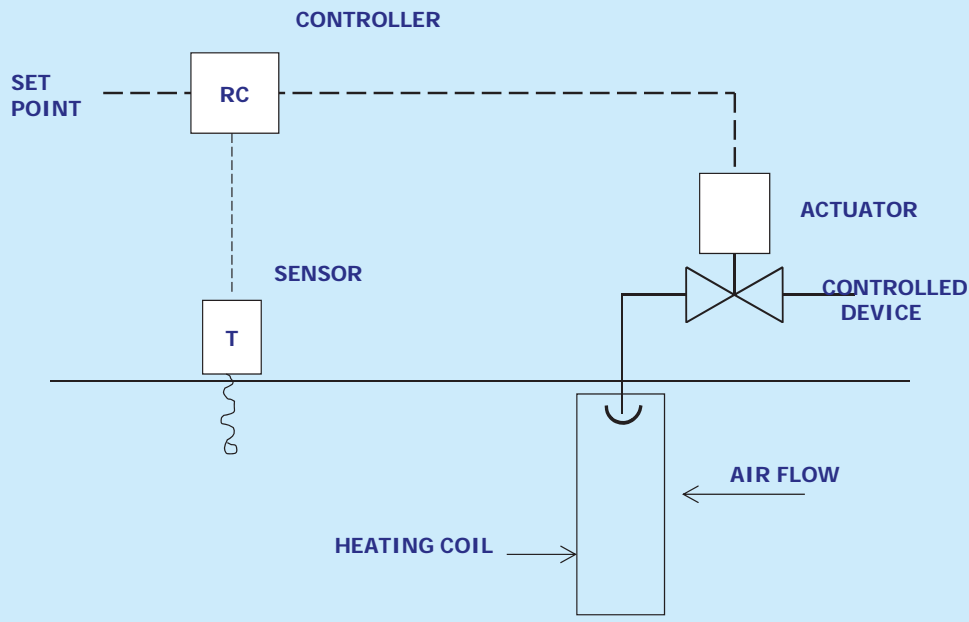 CONTROLLER
SET
POINT
RC
ACTUATOR
SENSOR
CONTROLLED
DEVICE
T
AIR FLOW
HEATING COIL